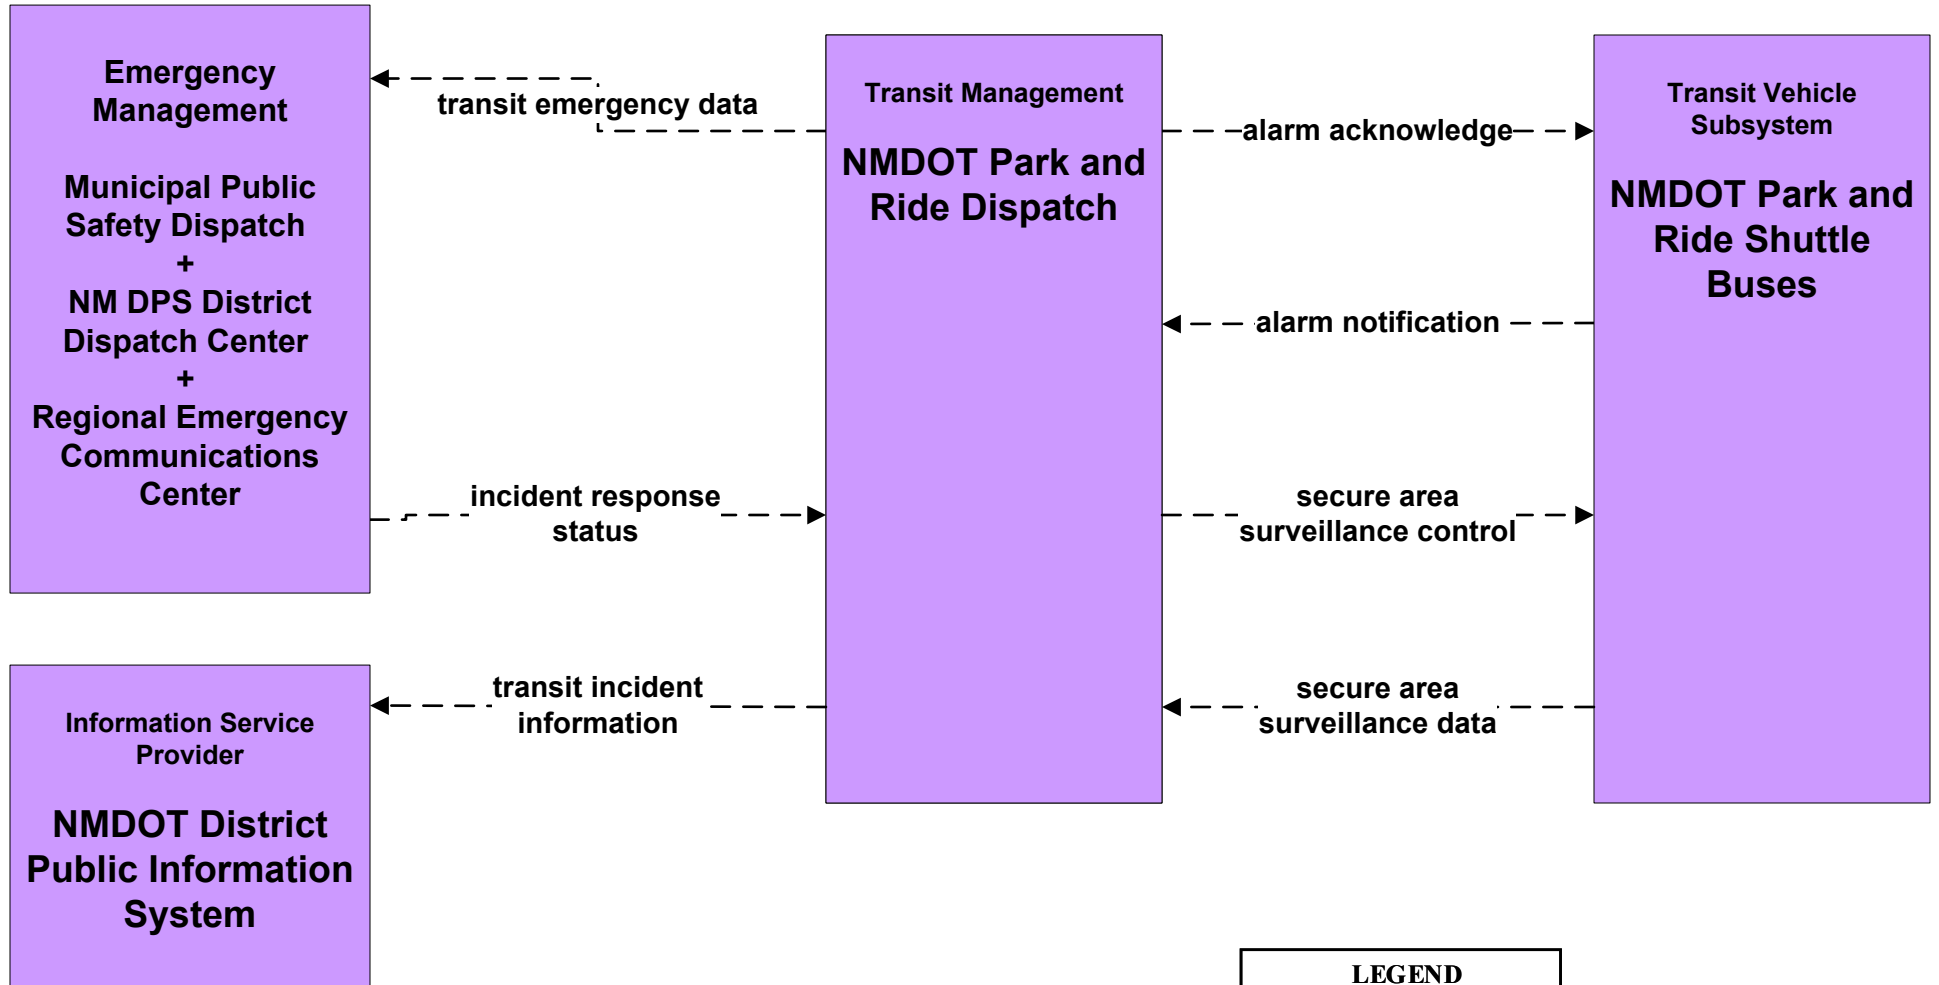 Emergency
Management
Municipal Public
Safety Dispatch
+
NM DPS District
Dispatch Center
+
Regional Emergency
Communications
Center
transit emergency data
incident response
status
Information Service
Provider
NMDOT District
Public Information
System
transit incident
information
Transit Management
NMDOT Park and
Ride Dispatch
alarm acknowledge
alarm notification
secure area
surveillance control
secure area
surveillance data
Transit Vehicle
Subsystem
NMDOT Park and
Ride Shuttle
Buses
LEGEND